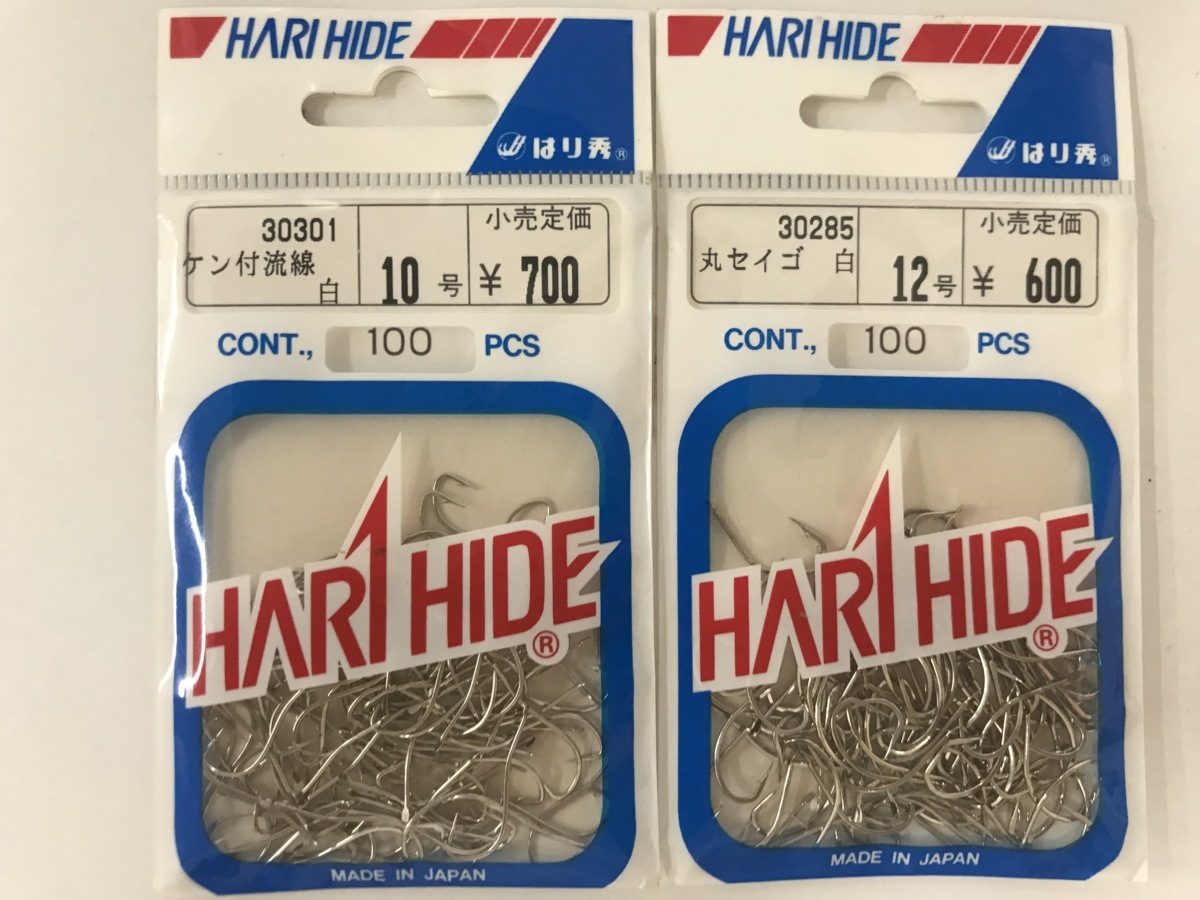 HARI HIDE
はり秀®
30301
小売定価
ケン付流線
白
10号
¥ 700
CONT., 100 PCS
HARI HIDE®
MADE IN JAPAN
HARI HIDE
はり秀®
30285
小売定価
丸セイゴ 白
12号
¥ 600
CONT., 100 PCS
HARI HIDE®
MADE IN JAPAN